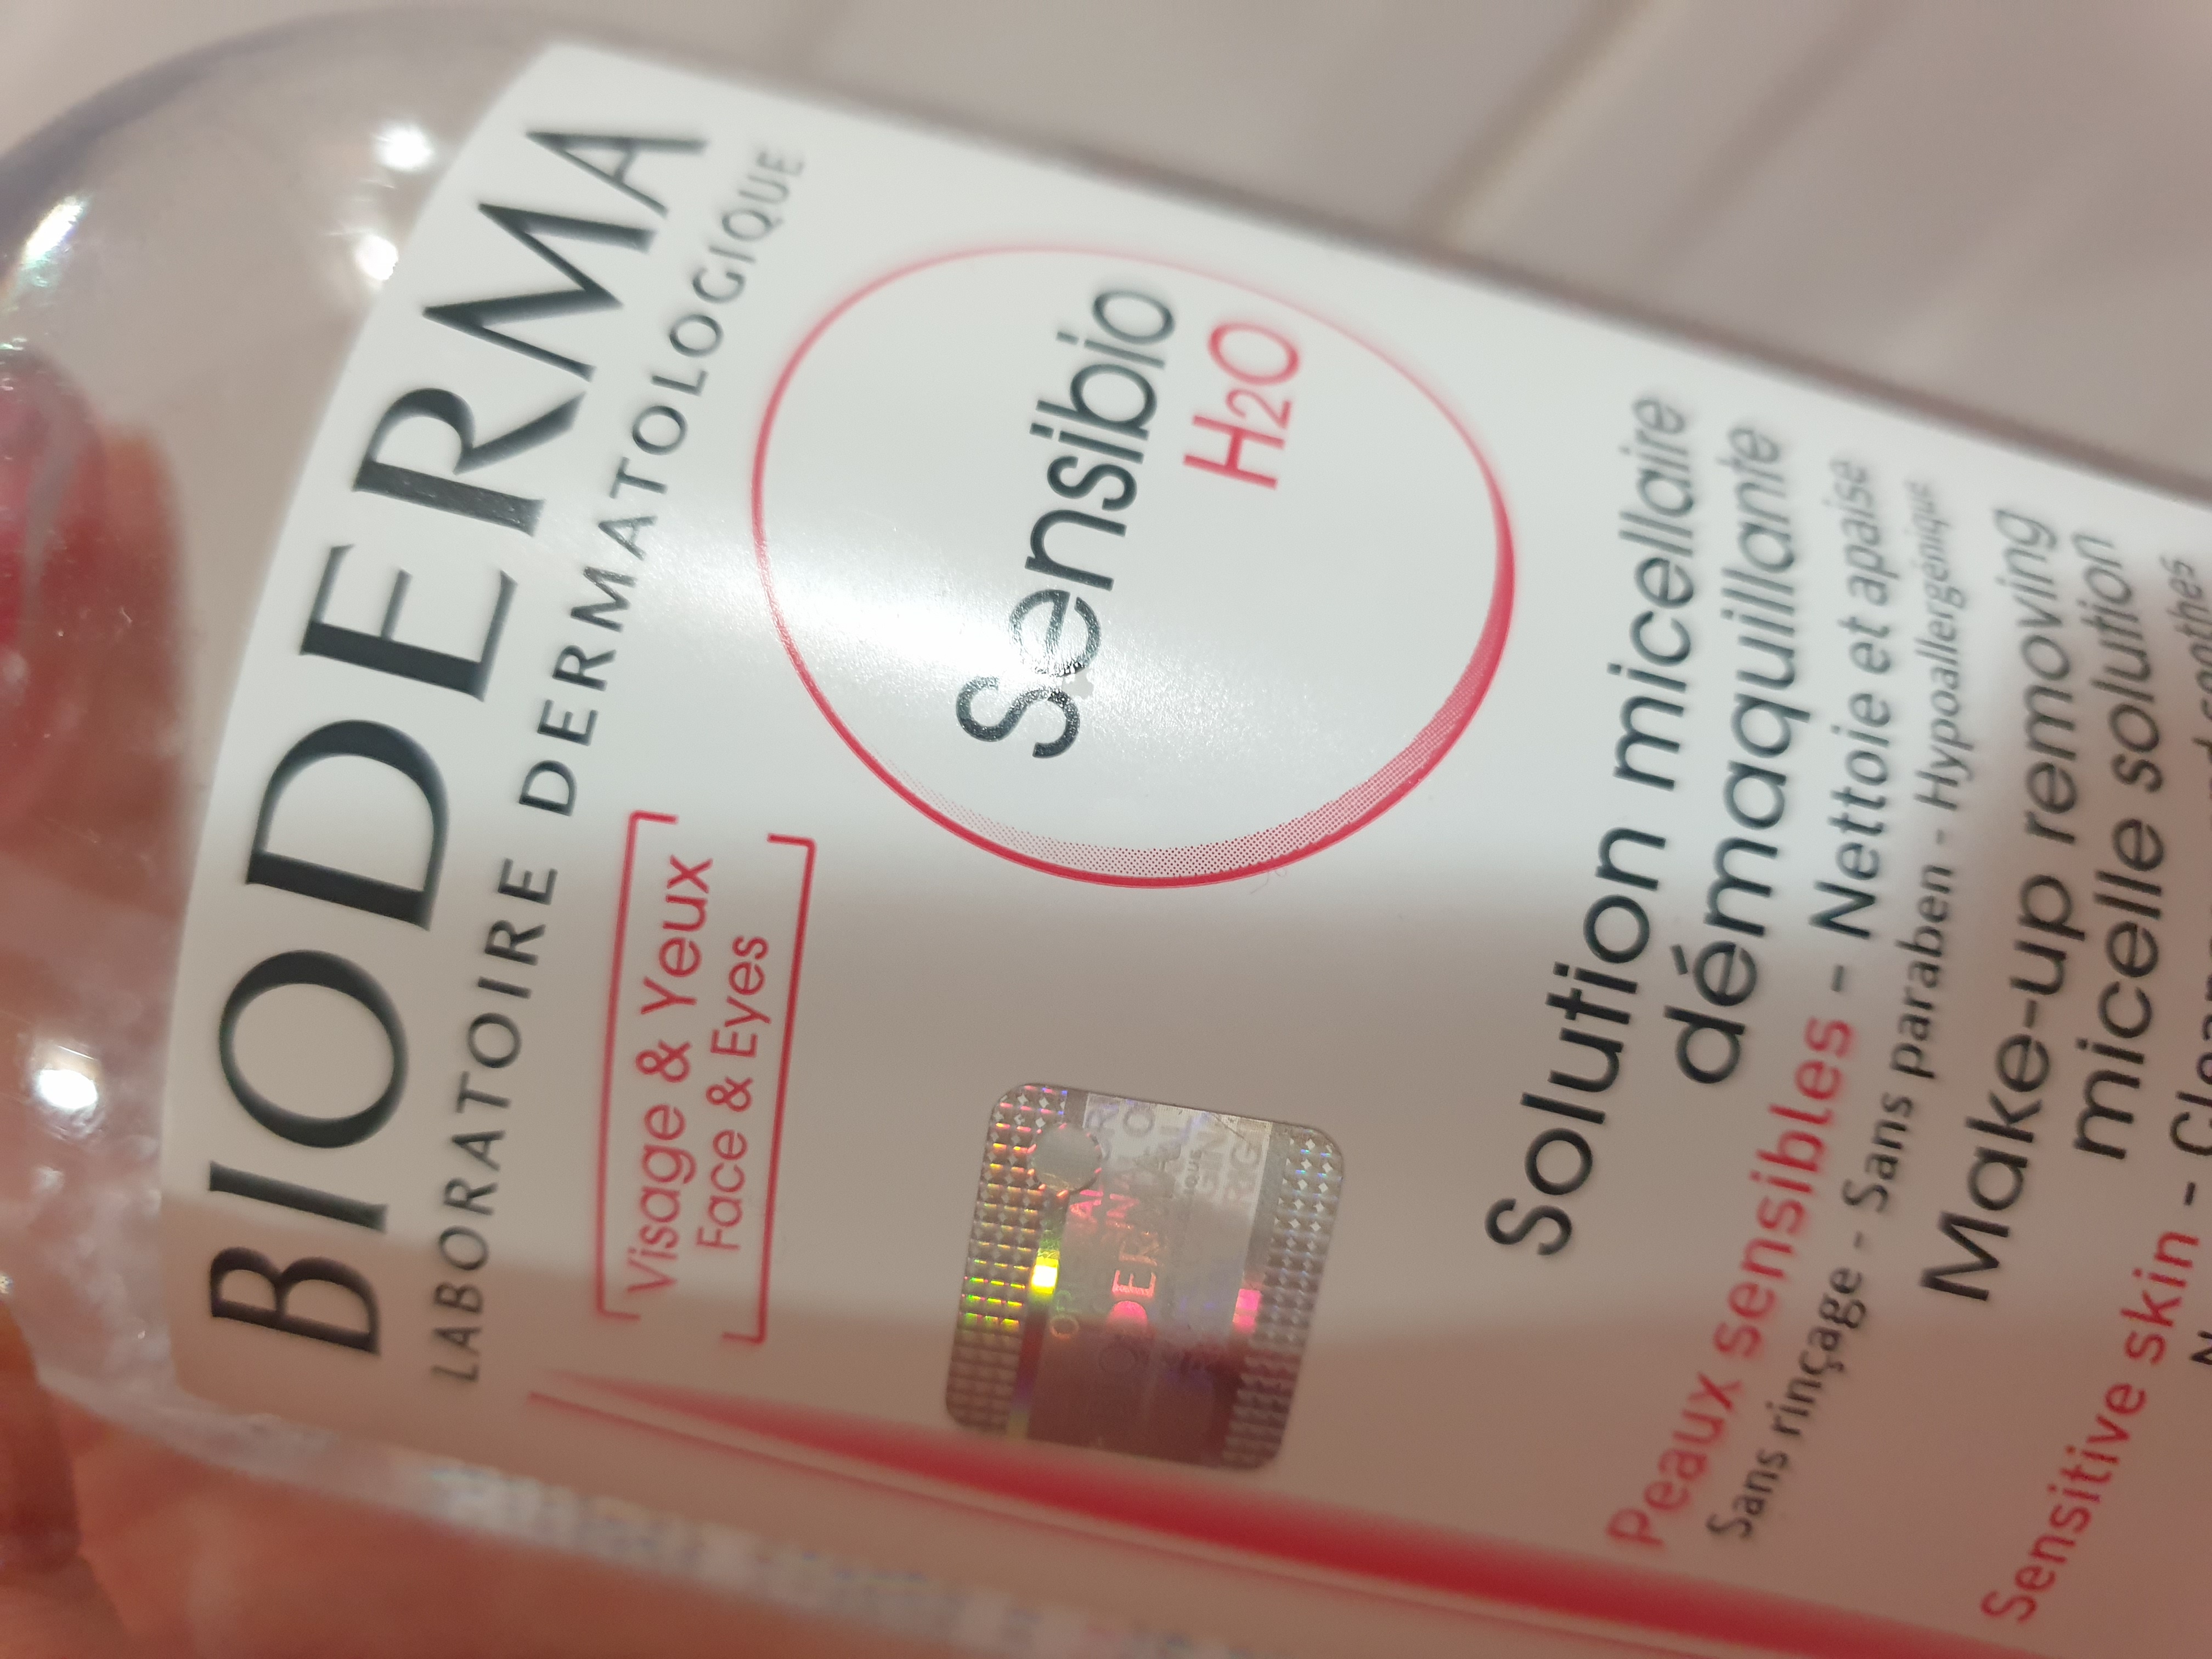 BIODERMA
LABORATOIRE DERMATOLOGIQUE
Visage & Yeux
Face & Eyes
Sensibio
H2O
Solution micellaire
démaquillante
Peaux sensibles - Nettoie et apaise
Sans rinçage - Sans paraben - Hypoallergénique
Make-up removing
micelle solution
Sensitive skin - soothes